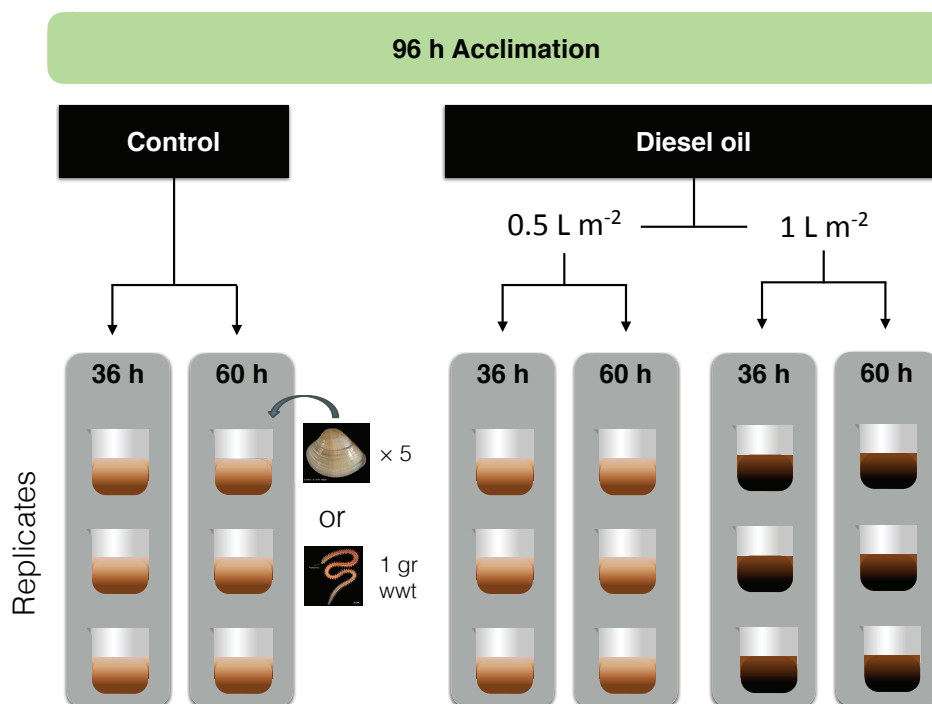 96 h Acclimation
Control
Diesel oil
0.5 L m⁻²
1 L m⁻²
36 h
60 h
36 h
60 h
36 h
60 h
× 5
or
1 gr
wwt
Replicates